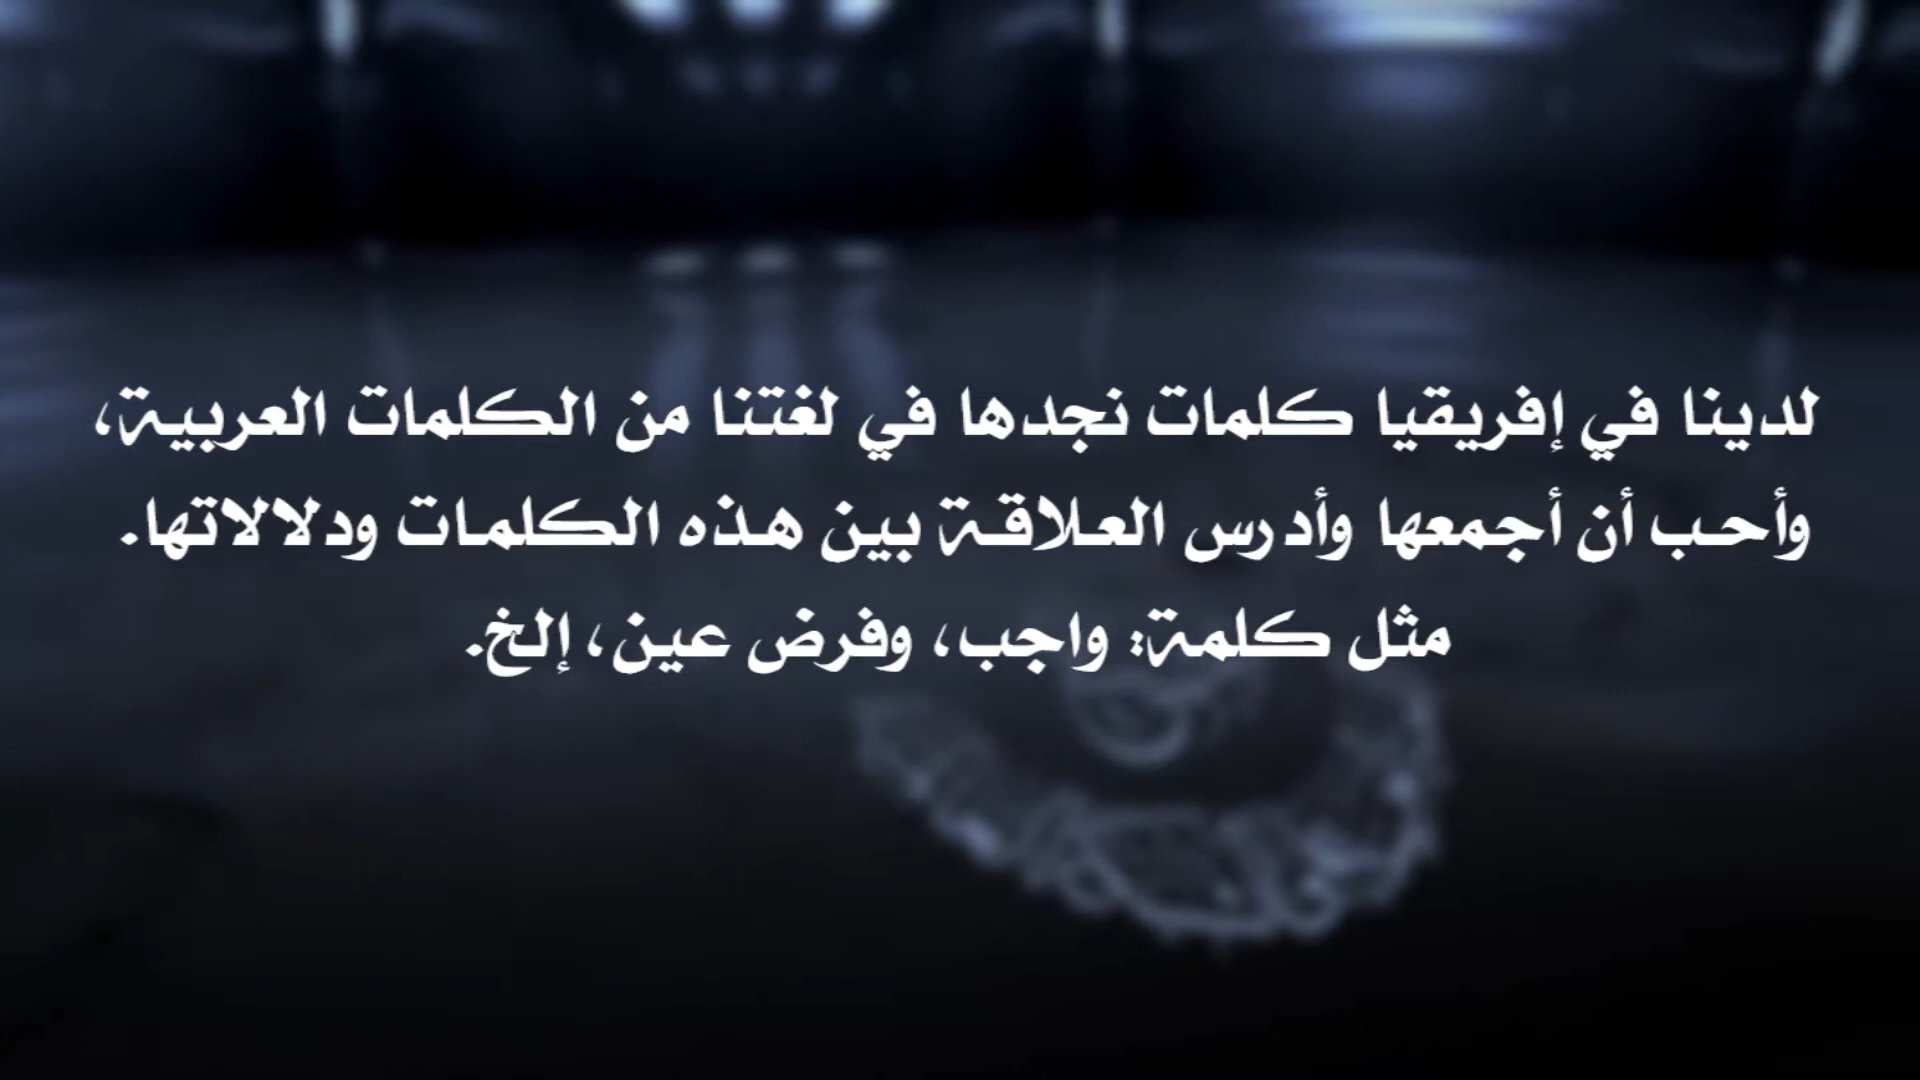 لدينا في إفريقيا كلمات نجدها في لغتنا من الكلمات العربية،
وأحب أن أجمعها وأدرس العلاقة بين هذه الكلمات ودلالاتها.
مثل كلمة: واجب، وفرض عين، إلخ.